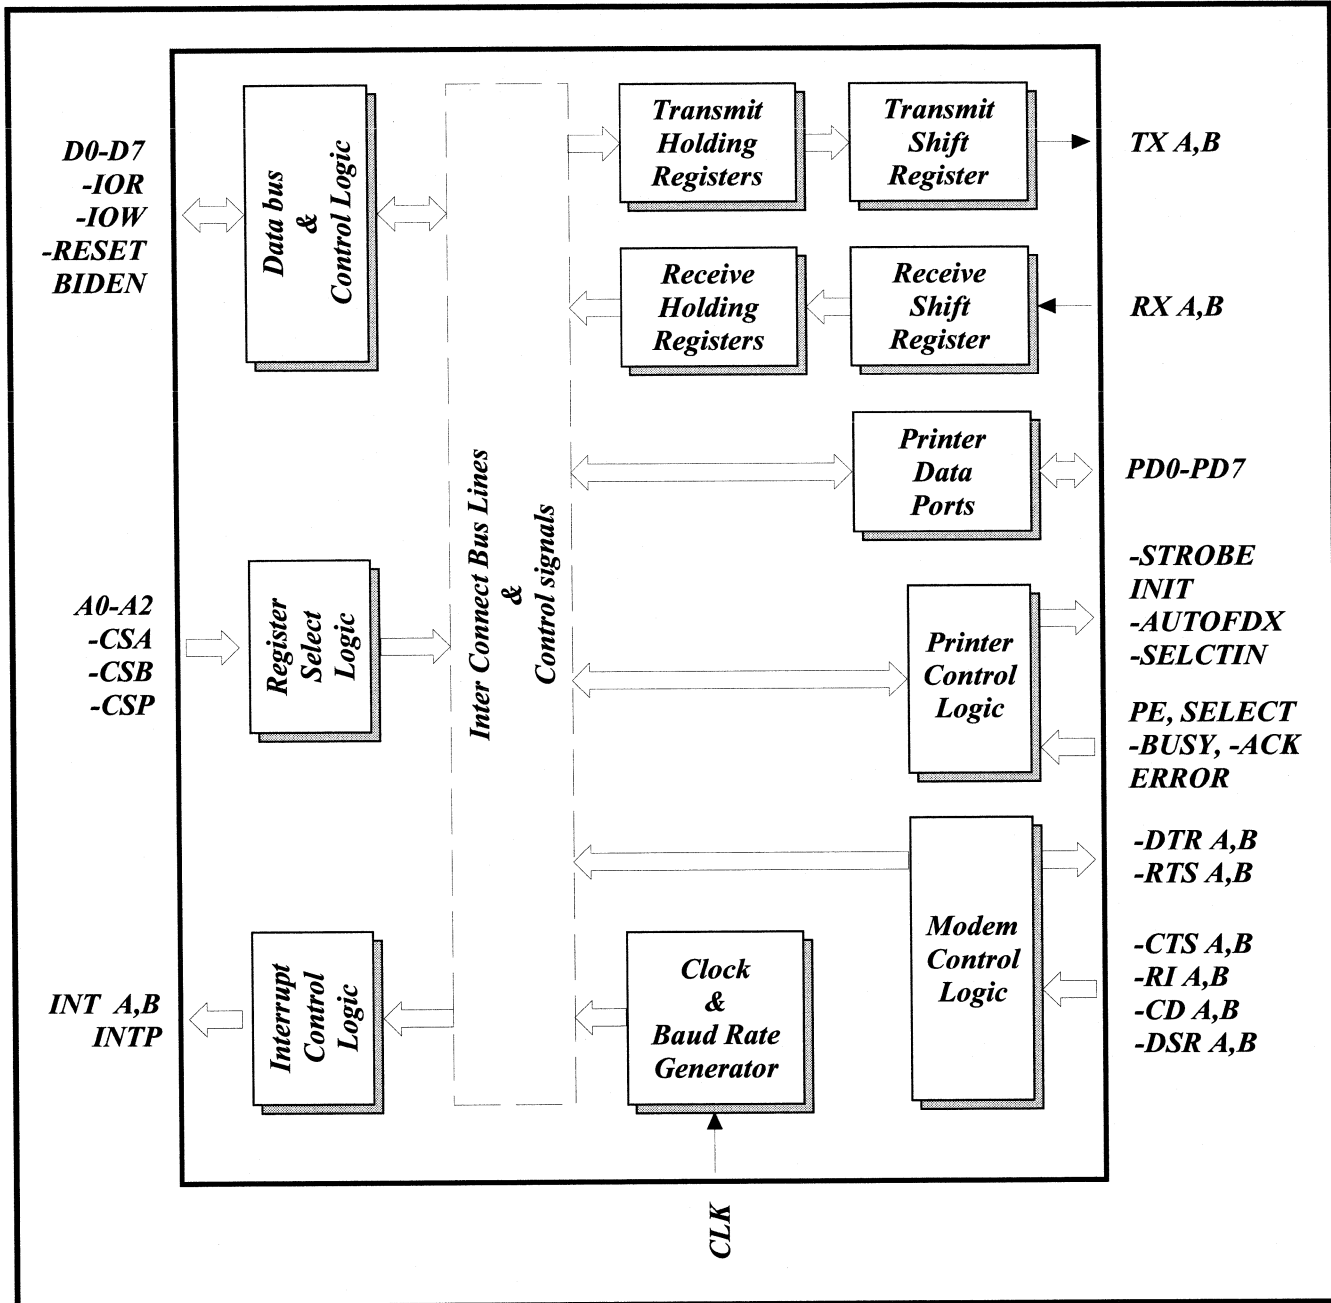 D0-D7
-IOR
-IOW
-RESET
BIDEN
Data bus
&
Control Logic
A0-A2
-CSA
-CSB
-CSP
Register
Select
Logic
INT A,B
INTP
Interrupt
Control
Logic
Inter Connect Bus Lines
&
Control signals
Transmit
Holding
Registers
Transmit
Shift
Register
TX A,B
Receive
Holding
Registers
Receive
Shift
Register
RX A,B
Printer
Data
Ports
PD0-PD7
Printer
Control
Logic
-STROBE
INIT
-AUTOFDX
-SELCTIN
PE, SELECT
-BUSY, -ACK
ERROR
Modem
Control
Logic
-DTR A,B
-RTS A,B
-CTS A,B
-RI A,B
-CD A,B
-DSR A,B
Clock
&
Baud Rate
Generator
CLK